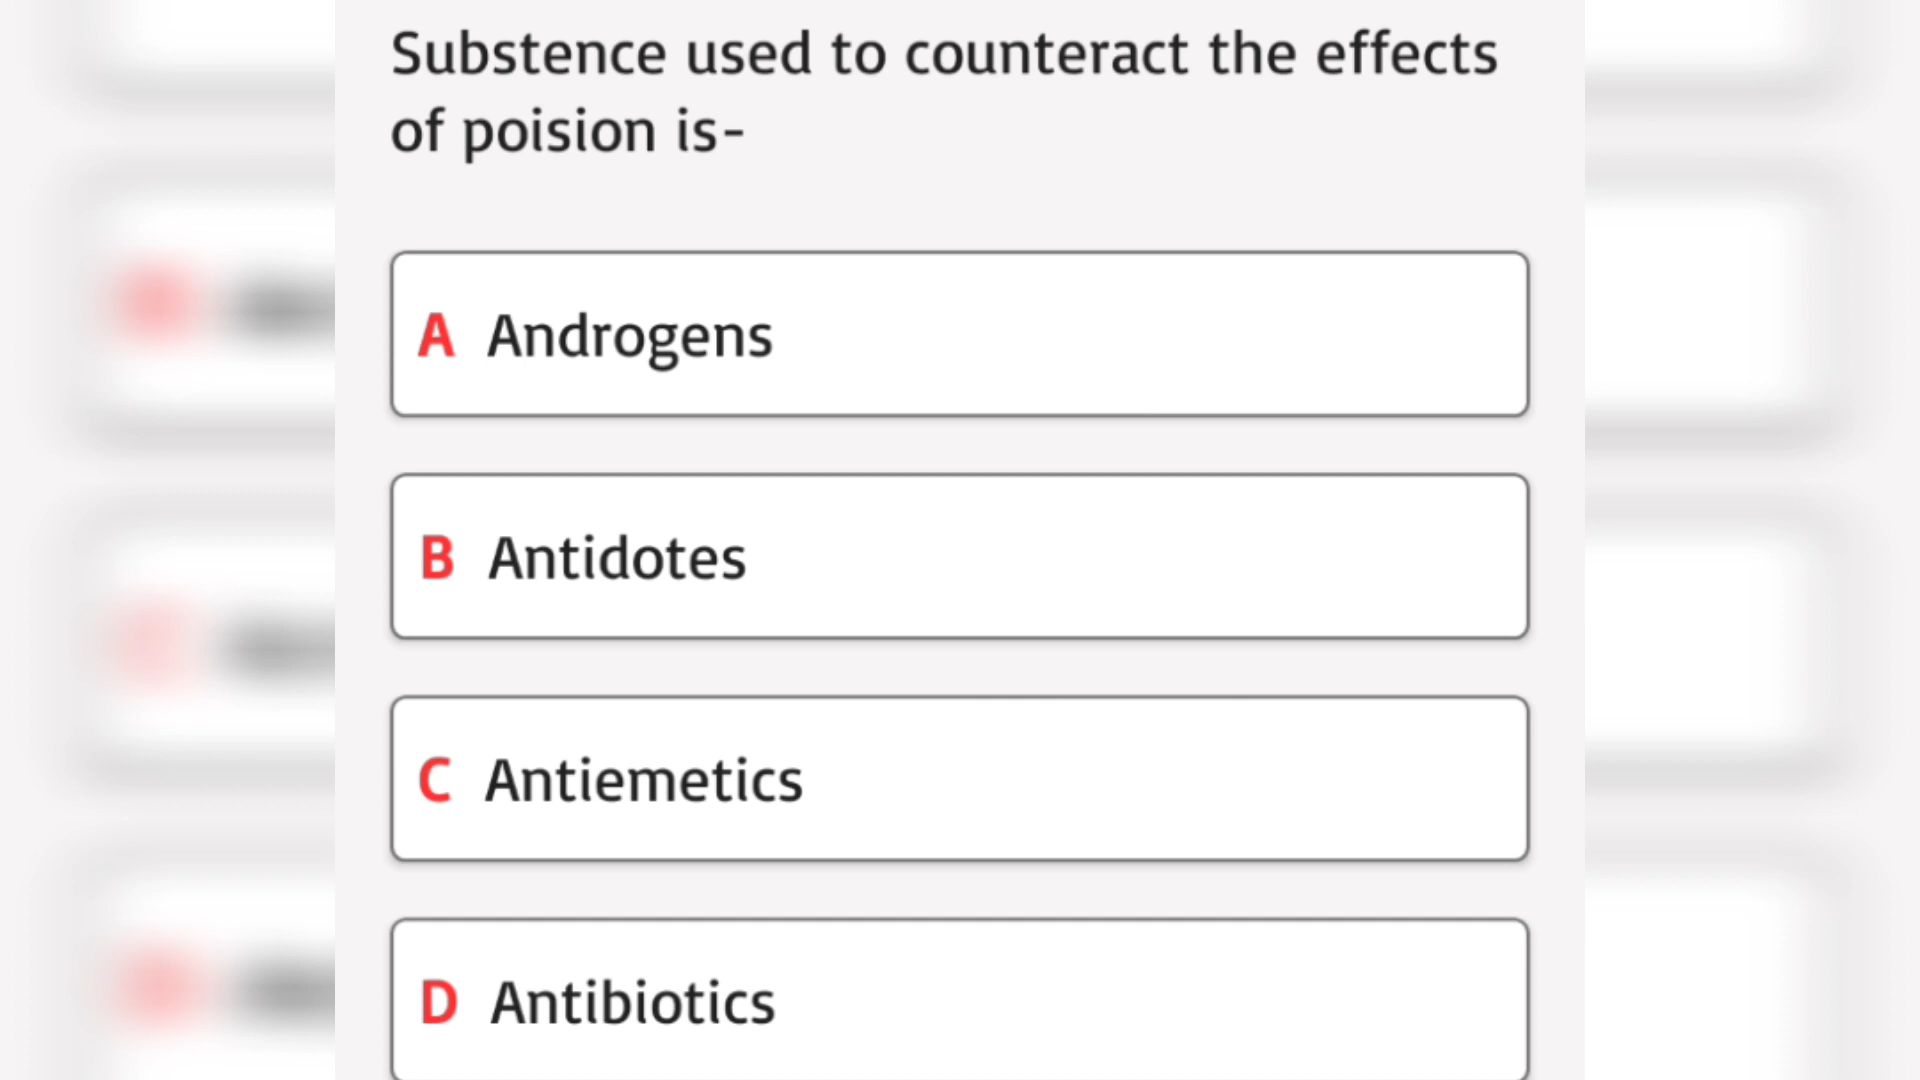 Substence used to counteract the effects
of poision is-
A Androgens
B Antidotes
C Antiemetics
D Antibiotics